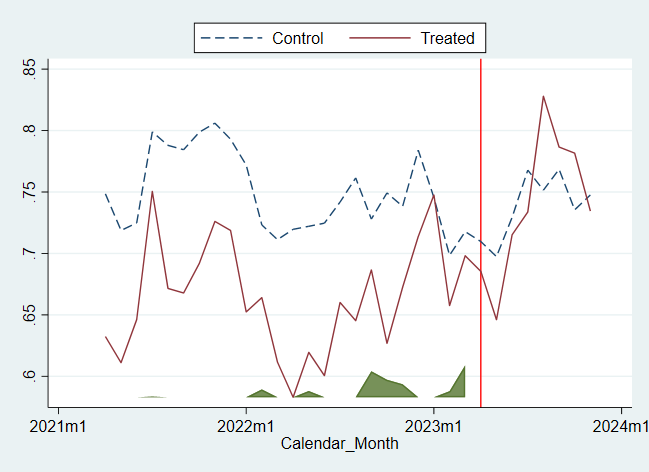 Control Treated
.85
.8
.75
.7
.65
.6
2021m1 2022m1 2023m1 2024m1
Calendar_Month